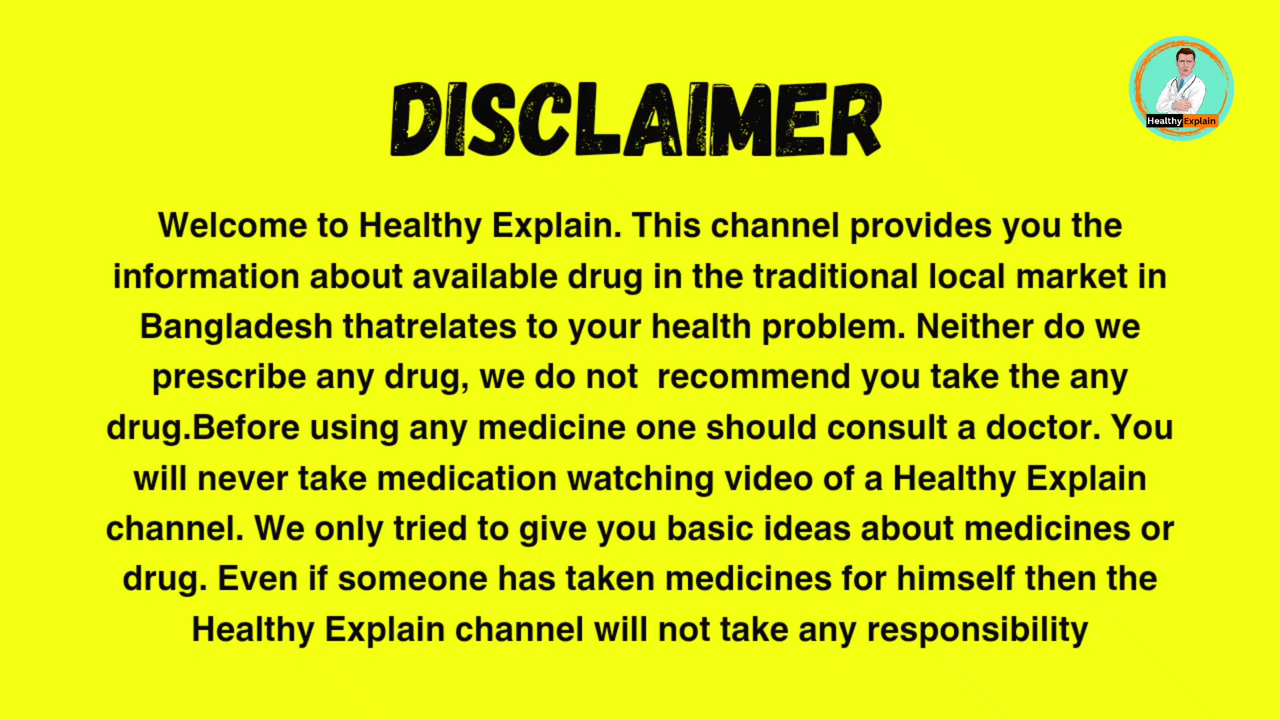 DISCLAIMER
Healthy Explain
Welcome to Healthy Explain. This channel provides you the
information about available drug in the traditional local market in
Bangladesh thatrelates to your health problem. Neither do we
prescribe any drug, we do not  recommend you take the any
drug.Before using any medicine one should consult a doctor. You
will never take medication watching video of a Healthy Explain
channel. We only tried to give you basic ideas about medicines or
drug. Even if someone has taken medicines for himself then the
Healthy Explain channel will not take any responsibility